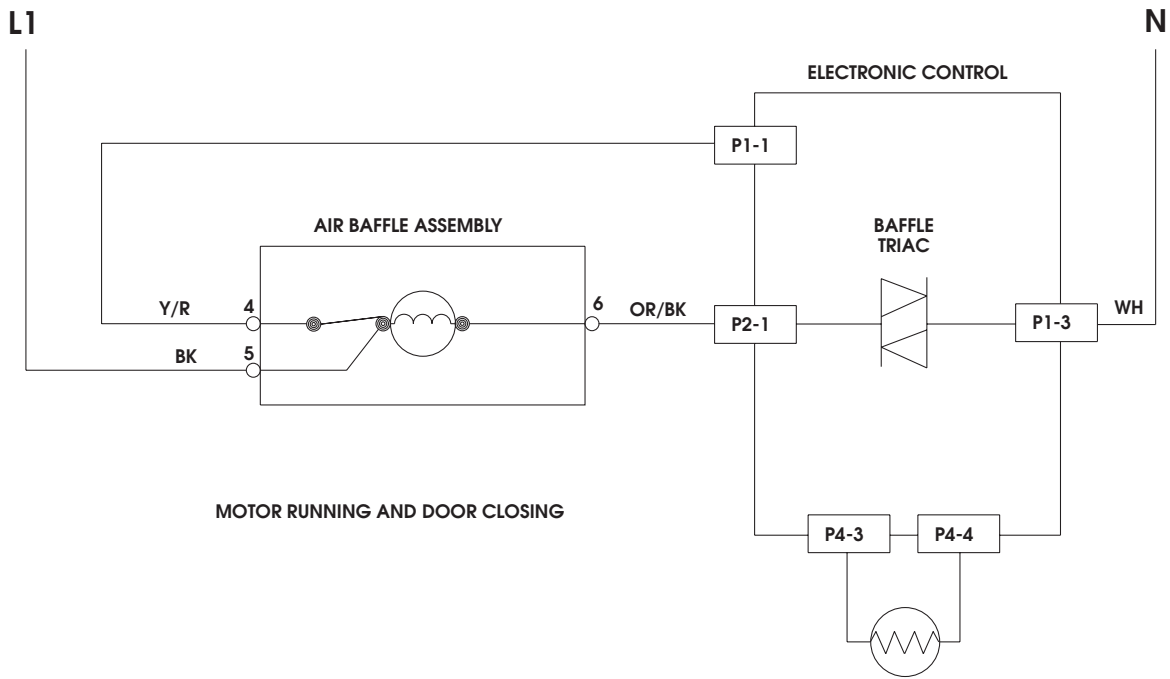 L1
N
ELECTRONIC CONTROL
P1-1
AIR BAFFLE ASSEMBLY
BAFFLE
TRIAC
Y/R
4
6
OR/BK
P2-1
P1-3
WH
BK
5
MOTOR RUNNING AND DOOR CLOSING
P4-3
P4-4